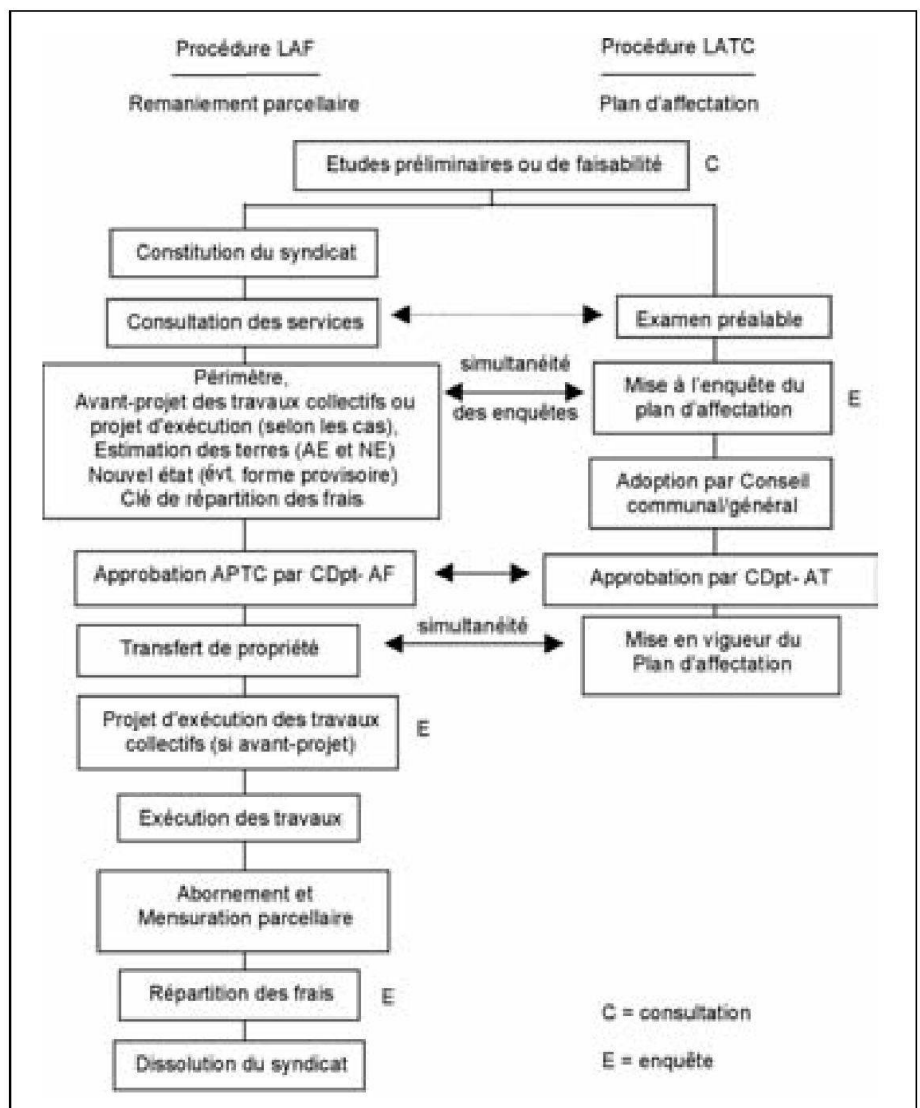 Procédure LAF
Remaniement parcellaire
Procédure LATC
Plan d'affectation
Etudes préliminaires ou de faisabilité
C
Constitution du syndicat
Consultation des services
Examen préalable
Périmètre,
Avant-projet des travaux collectifs ou
projet d'exécution (selon les cas),
Estimation des terres (AE et NE)
Nouvel état (évt. forme provisoire)
Clé de répartition des frais
simultanéité
des enquêtes
Mise à l'enquête du
plan d'affectation
E
Adoption par Conseil
communal/général
Approbation APTC par CDpt- AF
Approbation par CDpt- AT
Transfert de propriété
simultanéité
Mise en vigueur du
Plan d'affectation
Projet d'exécution des travaux
collectifs (si avant-projet)
E
Exécution des travaux
Abornement et
Mensuration parcellaire
Répartition des frais
E
Dissolution du syndicat
C = consultation
E = enquête